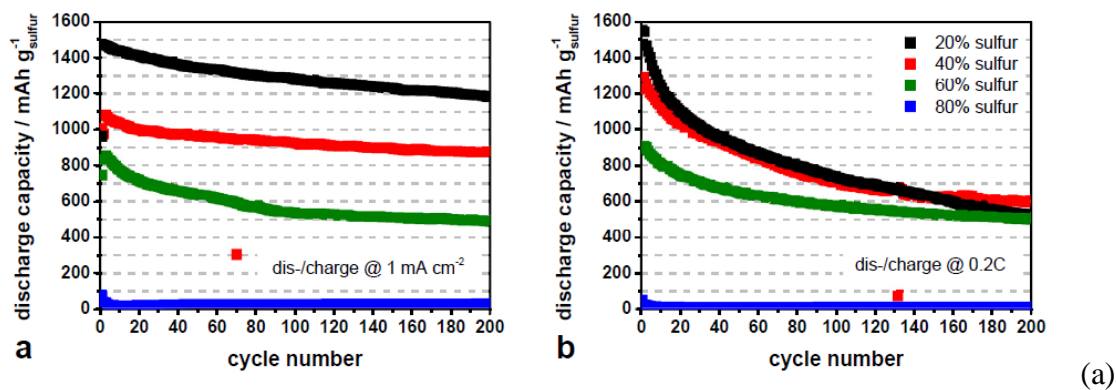 discharge capacity / mAh g⁻¹sulfur
1600
1400
1200
1000
800
600
400
200
0
dis-/charge @ 1 mA cm⁻²
0 20 40 60 80 100 120 140 160 180 200
a
cycle number
discharge capacity / mAh g⁻¹sulfur
1600
1400
1200
1000
800
600
400
200
0
20% sulfur
40% sulfur
60% sulfur
80% sulfur
dis-/charge @ 0.2C
0 20 40 60 80 100 120 140 160 180 200
b
cycle number
(a)